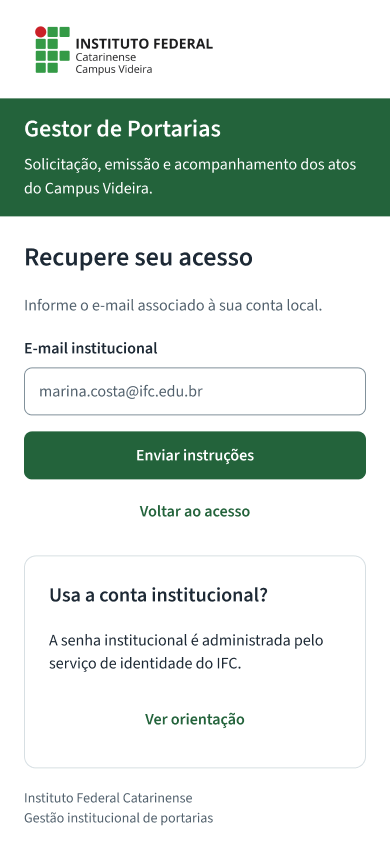 INSTITUTO FEDERAL
Catarinense
Campus Videira
Gestor de Portarias
Solicitação, emissão e acompanhamento dos atos
do Campus Videira.
Recupere seu acesso
Informe o e-mail associado à sua conta local.
E-mail institucional
marina.costa@ifc.edu.br
Enviar instruções
Voltar ao acesso
Usa a conta institucional?
A senha institucional é administrada pelo
serviço de identidade do IFC.
Ver orientação
Instituto Federal Catarinense
Gestão institucional de portarias